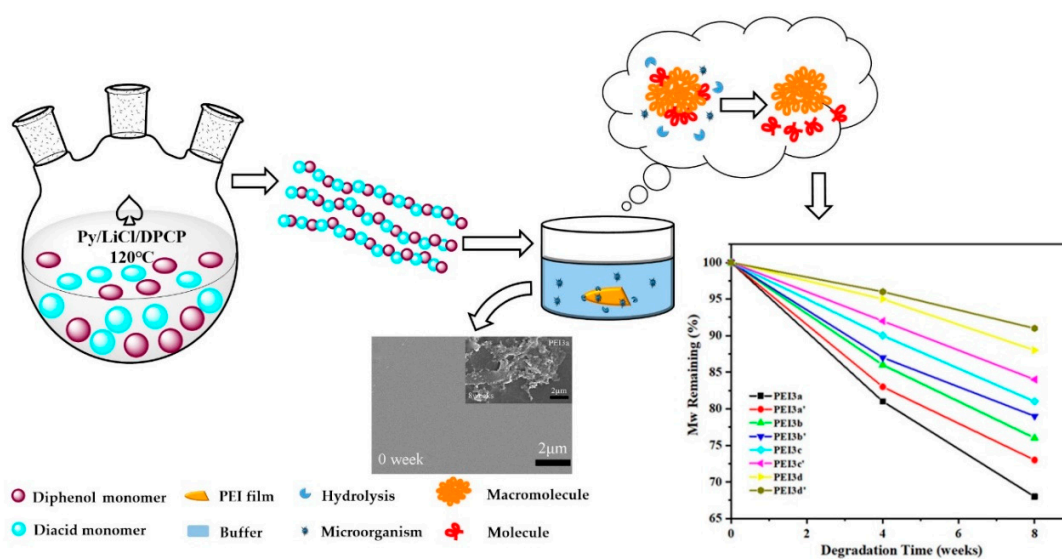 Py/LiCl/DPCP
120°C
PEI3a
2μm
0 week
2μm
Diphenol monomer
PEI film
Hydrolysis
Macromolecule
Diacid monomer
Buffer
Microorganism
Molecule
Mw Remaining (%)
100
95
90
85
80
75
70
65
PEI3a
PEI3a'
PEI3b
PEI3b'
PEI3c
PEI3c'
PEI3d
PEI3d'
0
2
4
6
8
Degradation Time (weeks)